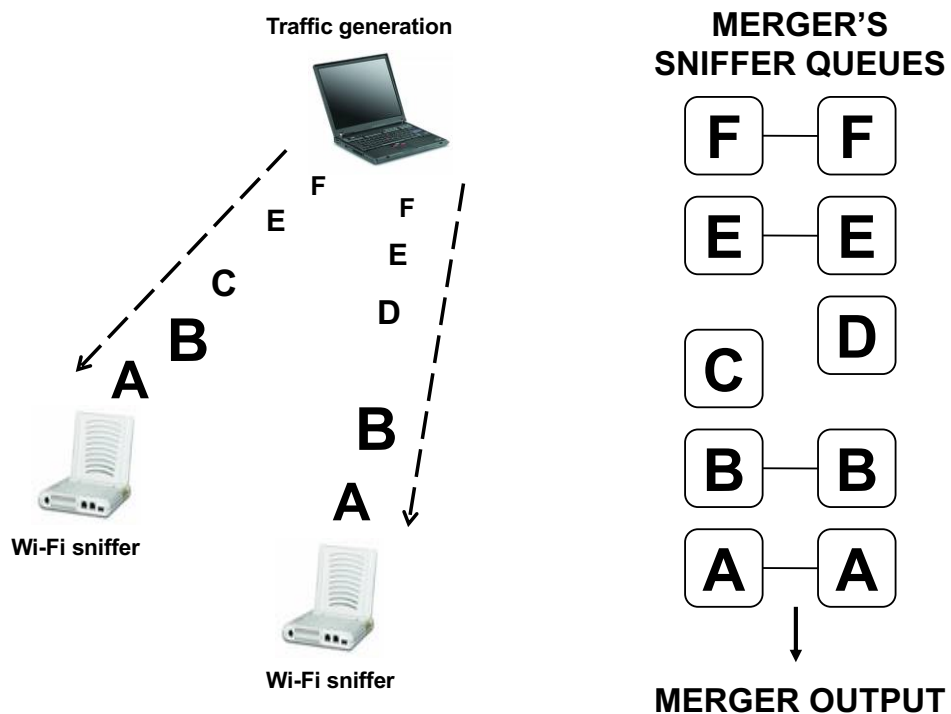 Traffic generation
F
E
C
B
A
F
E
D
B
A
Wi-Fi sniffer
Wi-Fi sniffer
MERGER'S
SNIFFER QUEUES
F F
E E
D
C
B B
A A
MERGER OUTPUT